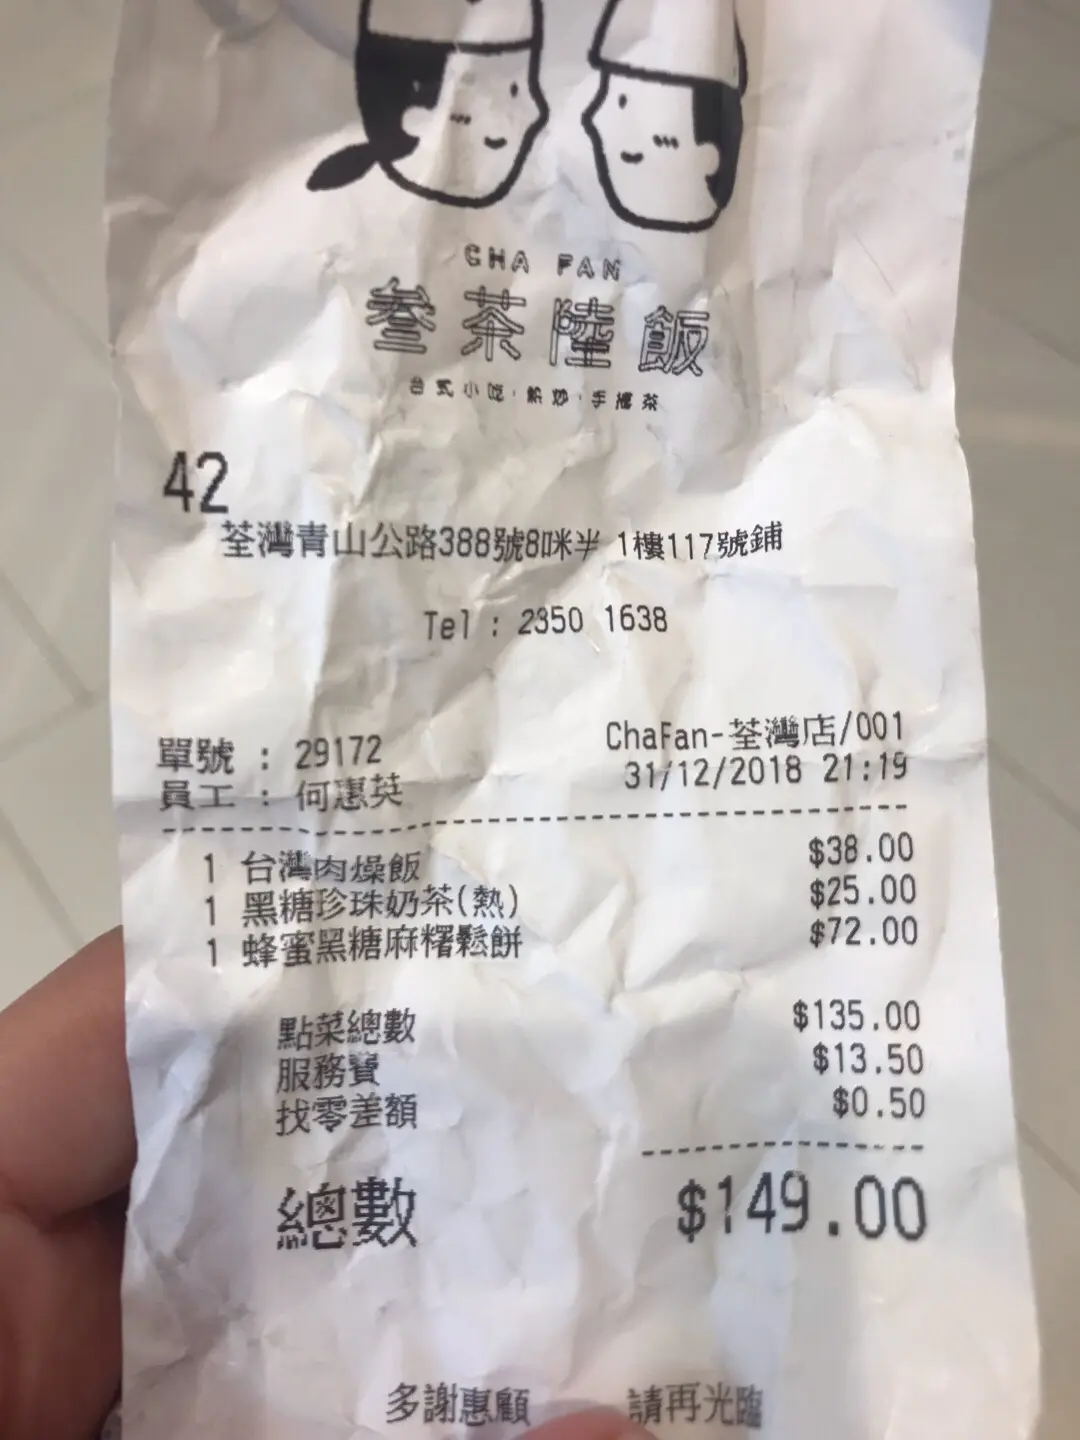 CHA FAN
叁茶陸飯
台式小吃·熱炒·手搖茶
42
荃灣青山公路388號8咪半 1樓117號鋪
Tel : 2350 1638
ChaFan-荃灣店/001
單號 : 29172
31/12/2018 21:19
員工 : 何惠英
1 台灣肉燥飯 $38.00
1 黑糖珍珠奶茶(熱) $25.00
1 蜂蜜黑糖麻糬鬆餅 $72.00
點菜總數 $135.00
服務費 $13.50
找零差額 $0.50
總數 $149.00
多謝惠顧 請再光臨